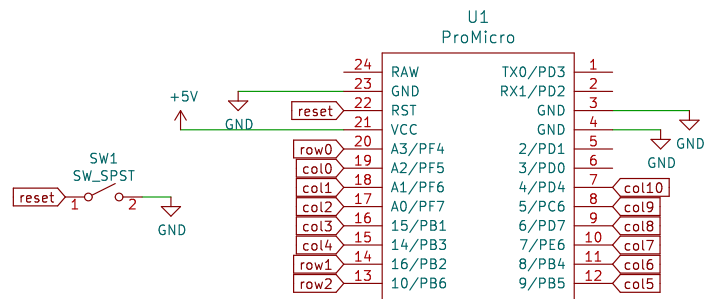 U1
ProMicro
24 RAW TX0/PD3 1
23 GND RX1/PD2 2
reset 22 RST GND 3
+5V 21 VCC GND 4
GND
GND
GND
row0 20 A3/PF4 2/PD1 5
col0 19 A2/PF5 3/PD0 6
col1 18 A1/PF6 4/PD4 7 col10
col2 17 A0/PF7 5/PC6 8 col9
col3 16 15/PB1 6/PD7 9 col8
col4 15 14/PB3 7/PE6 10 col7
row1 14 16/PB2 8/PB4 11 col6
row2 13 10/PB6 9/PB5 12 col5
SW1
SW_SPST
reset 1 2
GND